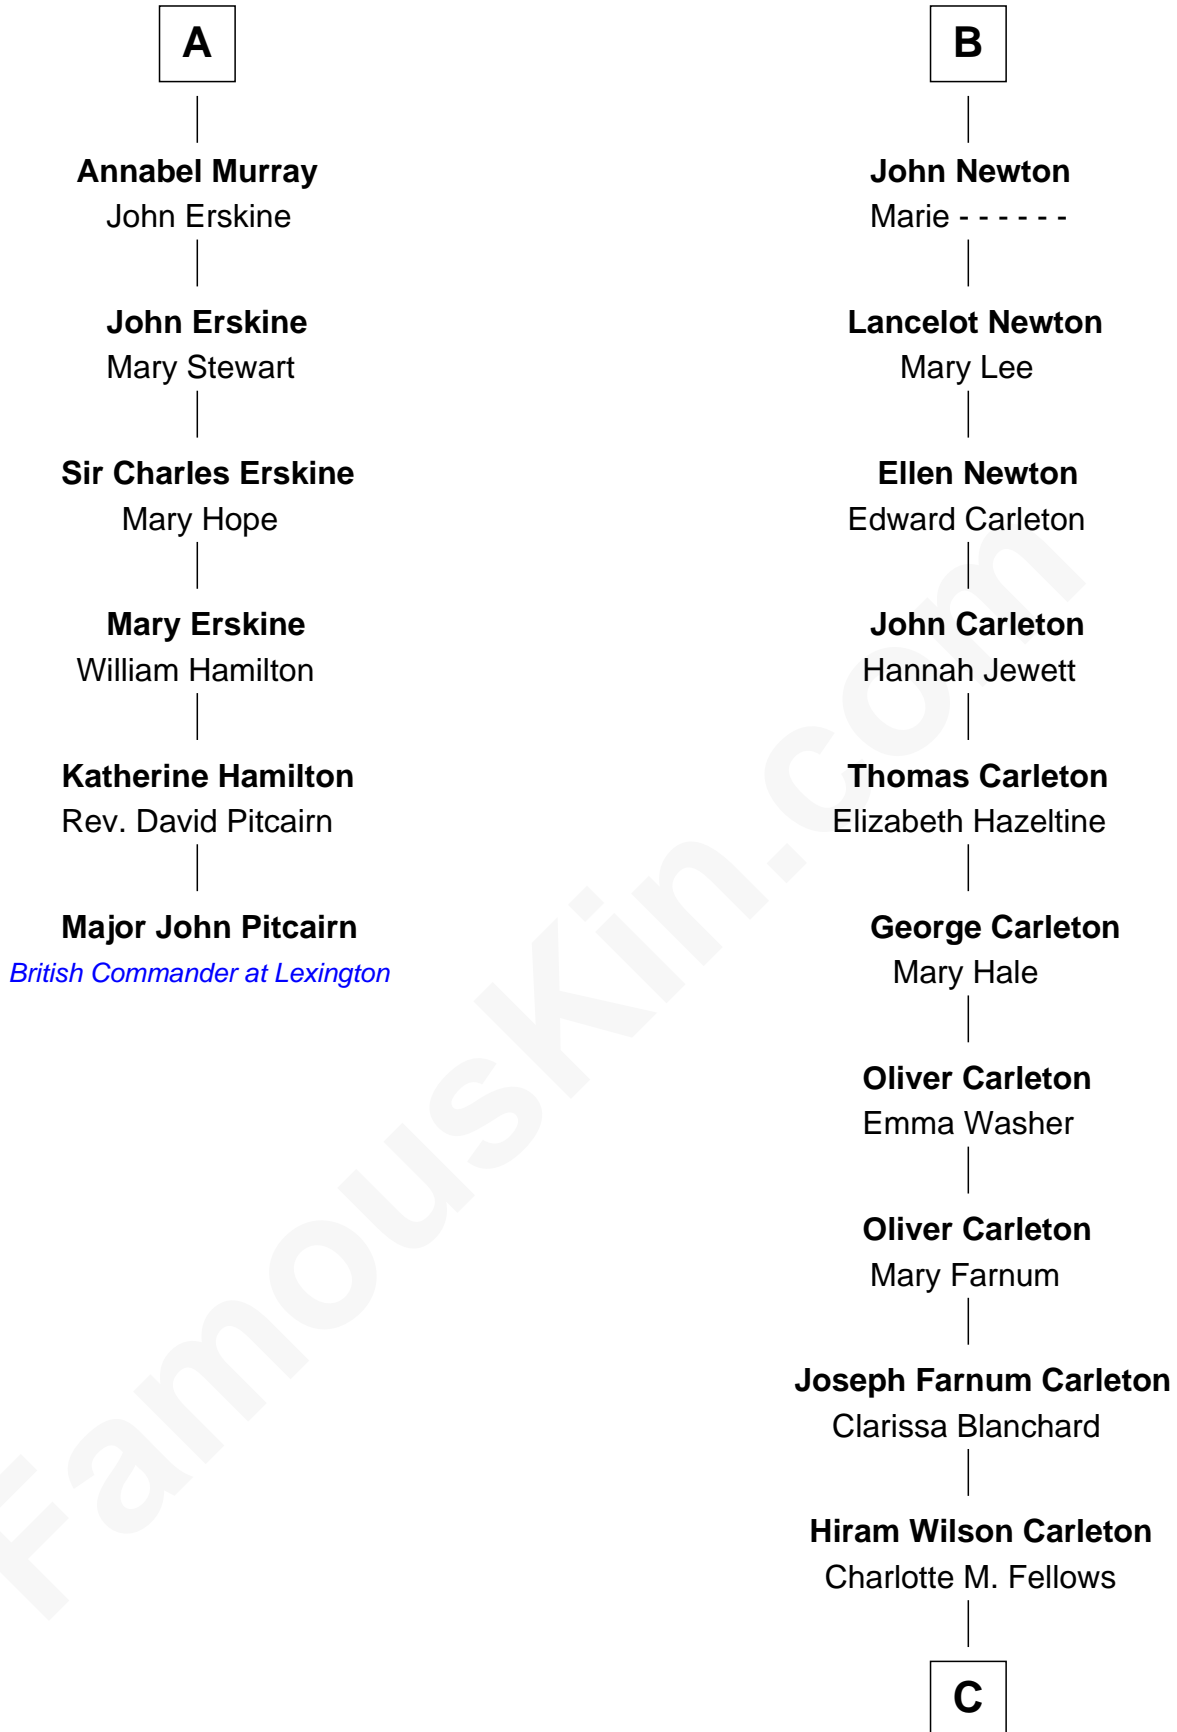 A
Annabel Murray
John Erskine
John Erskine
Mary Stewart
Sir Charles Erskine
Mary Hope
Mary Erskine
William Hamilton
Katherine Hamilton
Rev. David Pitcairn
Major John Pitcairn
British Commander at Lexington
B
John Newton
Marie - - - - - -
Lancelot Newton
Mary Lee
Ellen Newton
Edward Carleton
John Carleton
Hannah Jewett
Thomas Carleton
Elizabeth Hazeltine
George Carleton
Mary Hale
Oliver Carleton
Emma Washer
Oliver Carleton
Mary Farnum
Joseph Farnum Carleton
Clarissa Blanchard
Hiram Wilson Carleton
Charlotte M. Fellows
C
FamousKin.com